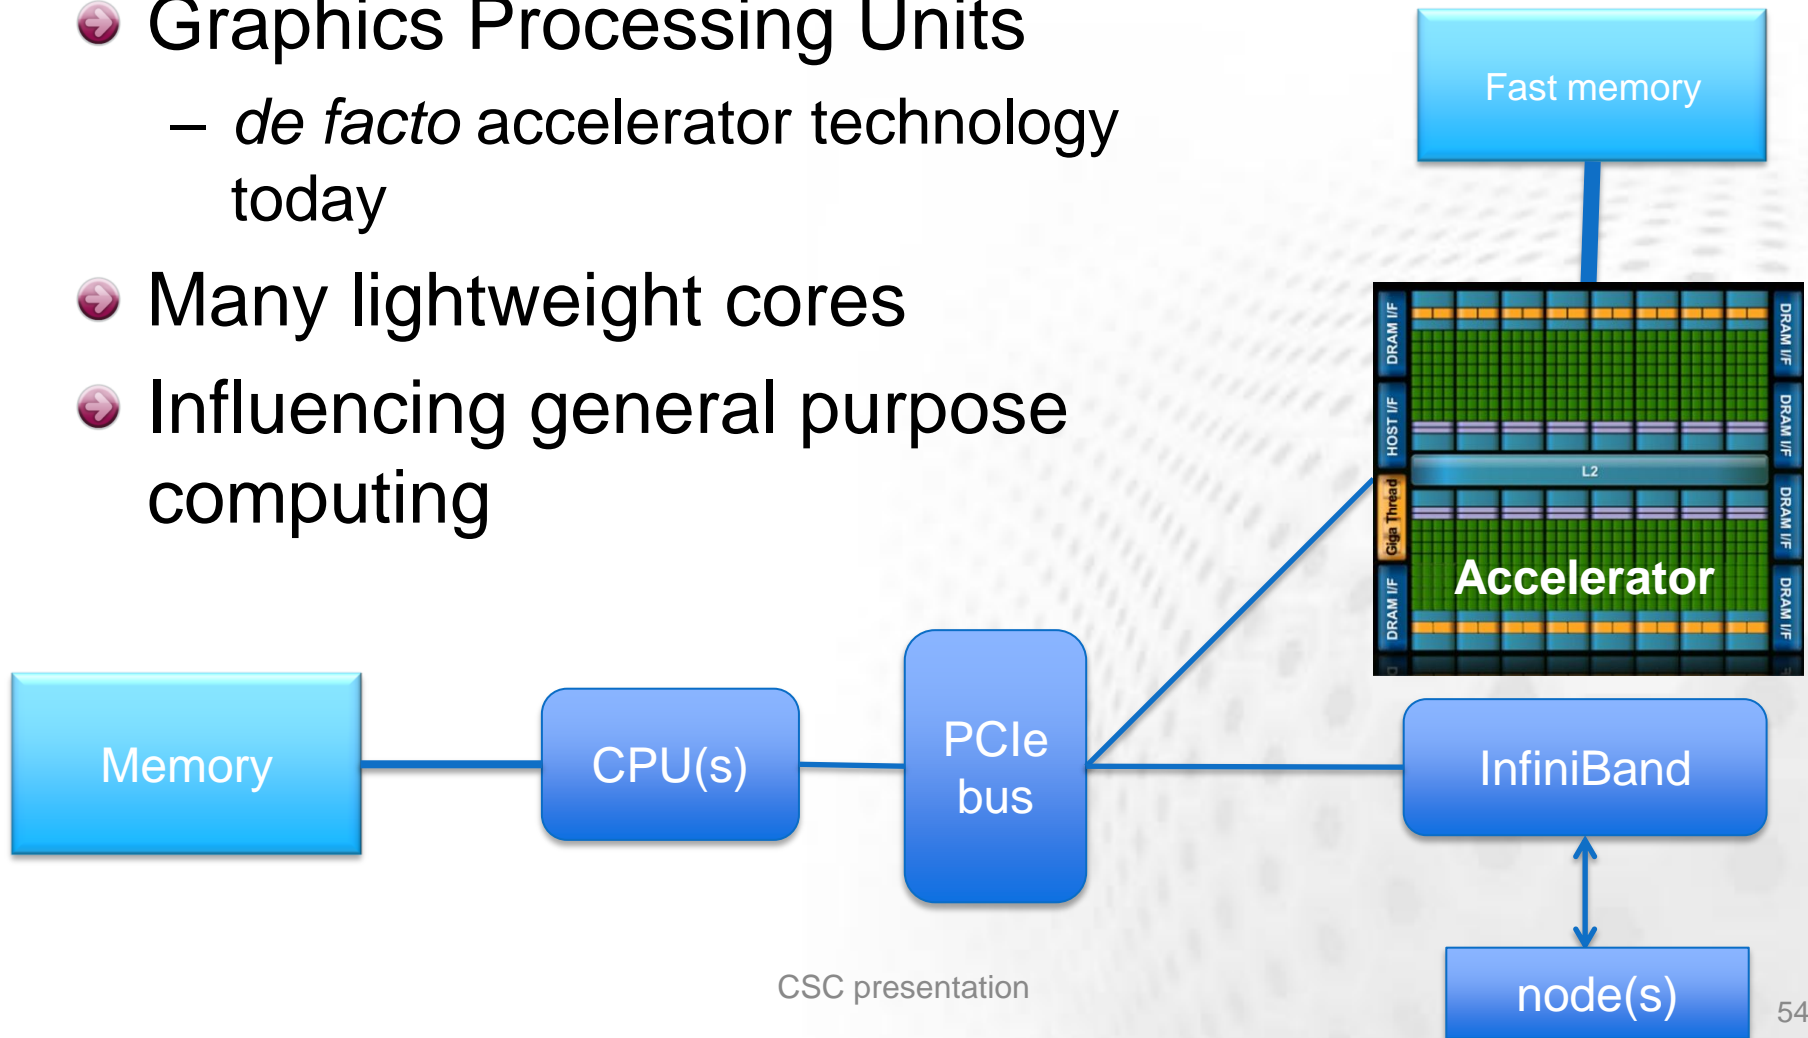 Graphics Processing Units
– de facto accelerator technology
today
Many lightweight cores
Influencing general purpose
computing
Fast memory
DRAM I/F
HOST I/F
Giga Thread
DRAM I/F
DRAM I/F
DRAM I/F
DRAM I/F
DRAM I/F
L2
Accelerator
Memory
CPU(s)
PCIe
bus
InfiniBand
node(s)
CSC presentation
54